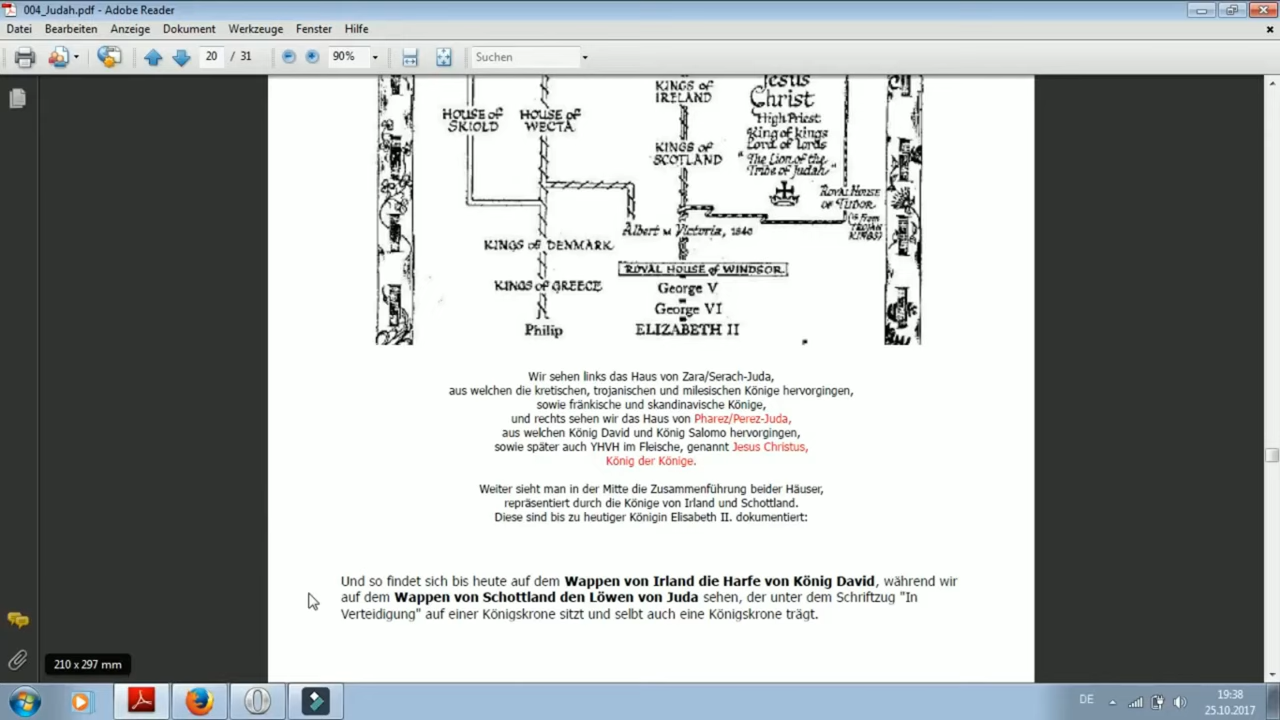 004_Judah.pdf - Adobe Reader
Datei Bearbeiten Anzeige Dokument Werkzeuge Fenster Hilfe
20 / 31 90% Suchen
KINGS of
IRELAND
Jesus
Christ
High Priest
King of kings
Lord of lords
"The Lion of the
Tribe of Judah"
HOUSE of
SKIOLD
HOUSE of
WECTA
KINGS of
SCOTLAND
ROYAL HOUSE
OF TUDOR
Albert M Victoria, 1840
KINGS of DENMARK
ROYAL HOUSE of WINDSOR
KINGS of GREECE
George V
George VI
Philip
ELIZABETH II
Wir sehen links das Haus von Zara/Serach-Juda,
aus welchen die kretischen, trojanischen und milesischen Könige hervorgingen,
sowie fränkische und skandinavische Könige,
und rechts sehen wir das Haus von Pharez/Perez-Juda,
aus welchen König David und König Salomo hervorgingen,
sowie später auch YHVH im Fleische, genannt Jesus Christus,
König der Könige.
Weiter sieht man in der Mitte die Zusammenführung beider Häuser,
repräsentiert durch die Könige von Irland und Schottland.
Diese sind bis zu heutiger Königin Elisabeth II. dokumentiert:
Und so findet sich bis heute auf dem Wappen von Irland die Harfe von König David, während wir
auf dem Wappen von Schottland den Löwen von Juda sehen, der unter dem Schriftzug "In
Verteidigung" auf einer Königskrone sitzt und selbt auch eine Königskrone trägt.
210 x 297 mm
DE
19:38
25.10.2017